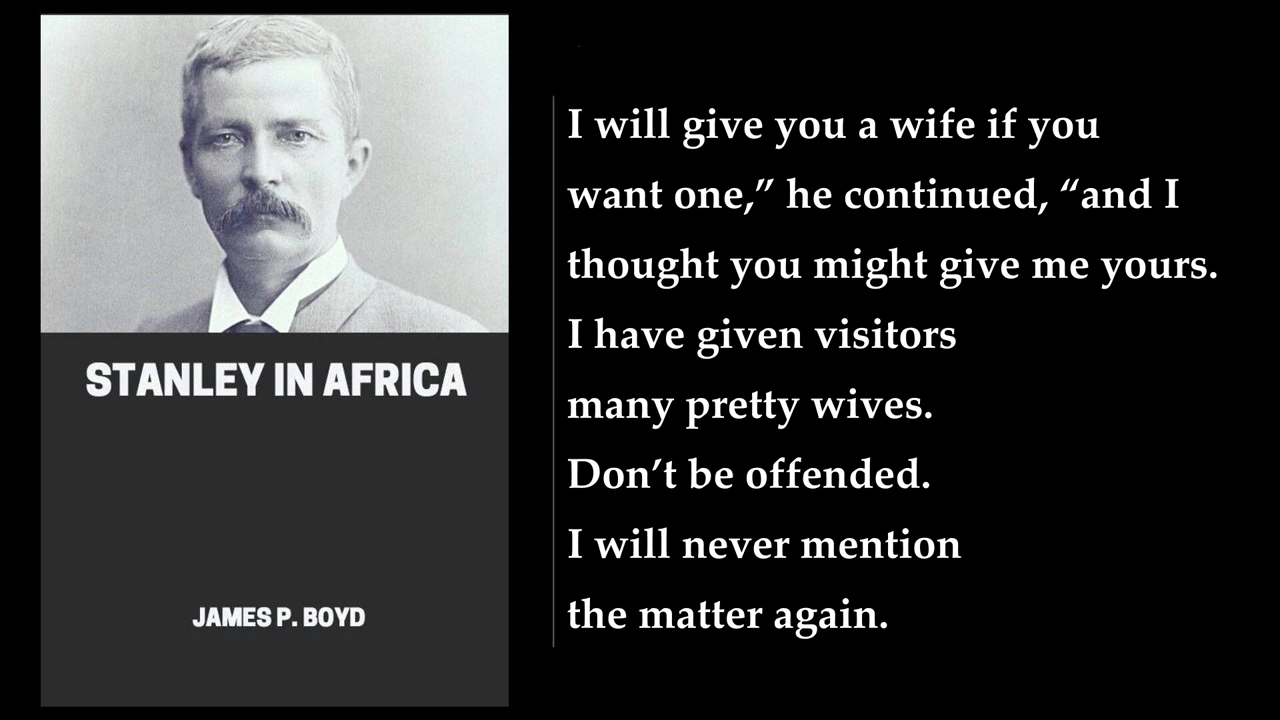 STANLEY IN AFRICA
JAMES P. BOYD
I will give you a wife if you
want one,” he continued, “and I
thought you might give me yours.
I have given visitors
many pretty wives.
Don’t be offended.
I will never mention
the matter again.